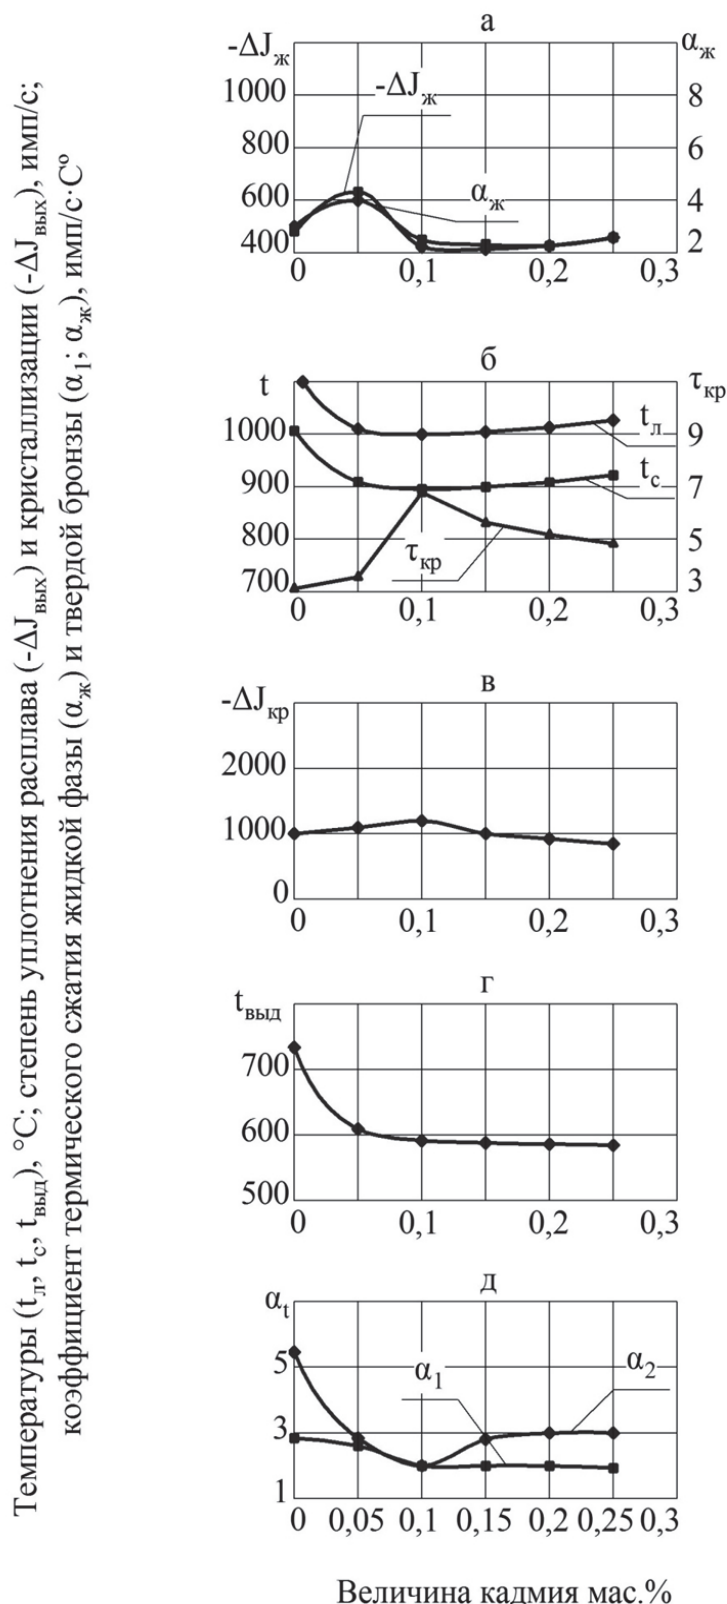 Температуры (tл, tс, tвыд), °С; степень уплотнения расплава (-ΔJвых) и кристаллизации (-ΔJвых), имп/с;
коэффициент термического сжатия жидкой фазы (αж) и твердой бронзы (α1; αж), имп/с·С°
а
-ΔJж
αж
1000
8
-ΔJж
800
6
600
αж
4
400
2
0 0,1 0,2 0,3
б
t
τкр
1000
tл
9
900
tс
7
800
τкр
5
700
3
0 0,1 0,2 0,3
в
-ΔJкр
2000
1000
0
0 0,1 0,2 0,3
г
tвыд
700
600
500
0 0,1 0,2 0,3
д
αt
5
α1
α2
3
1
0 0,05 0,1 0,15 0,2 0,25 0,3
Величина кадмия мас.%